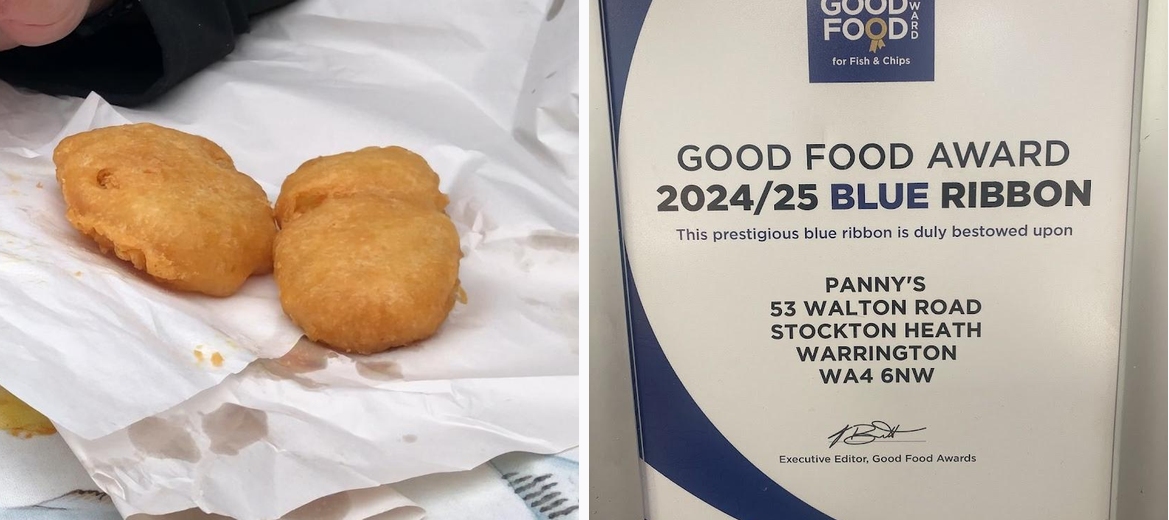 GOOD
FOOD
AWARD
for Fish & Chips
GOOD FOOD AWARD
2024/25 BLUE RIBBON
This prestigious blue ribbon is duly bestowed upon
PANNY'S
53 WALTON ROAD
STOCKTON HEATH
WARRINGTON
WA4 6NW
Executive Editor, Good Food Awards